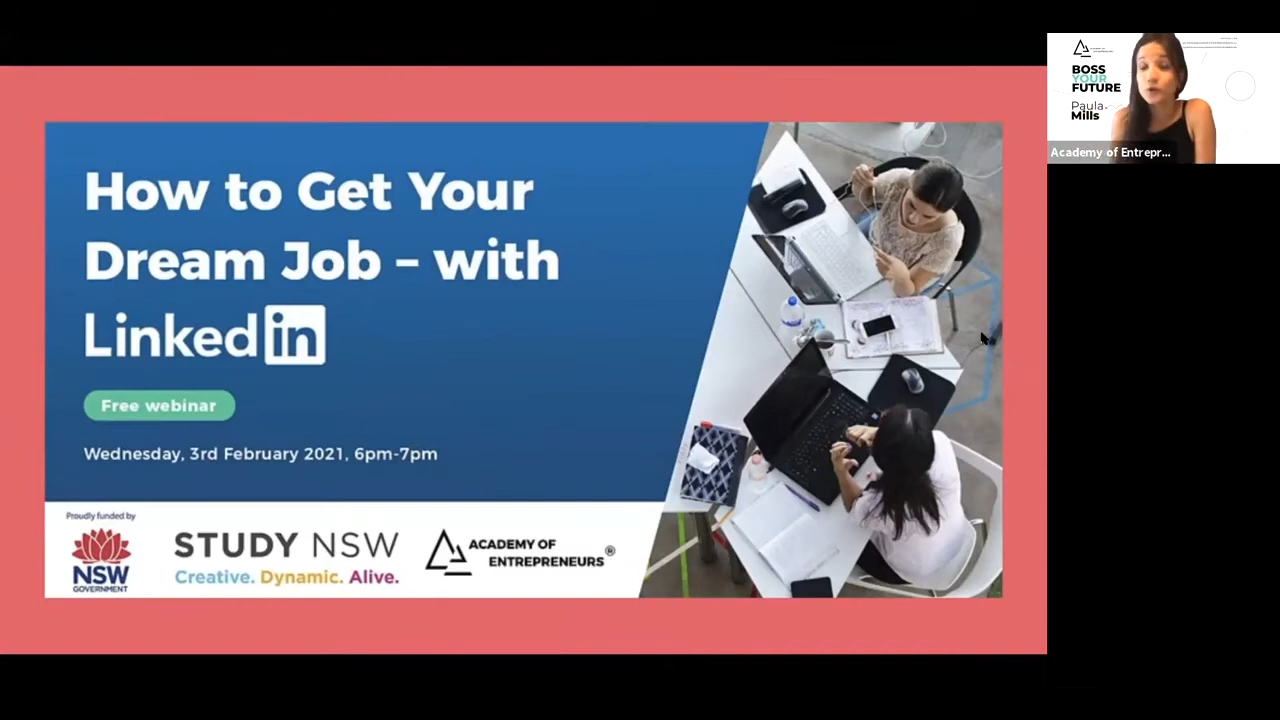 How to Get Your
Dream Job – with
Linkedin
Free webinar
Wednesday, 3rd February 2021, 6pm-7pm
Proudly funded by
NSW
GOVERNMENT
STUDY NSW
Creative. Dynamic. Alive.
ACADEMY OF
ENTREPRENEURS®
BOSS
YOUR
FUTURE
Paula
Mills
Academy of Entrepr...